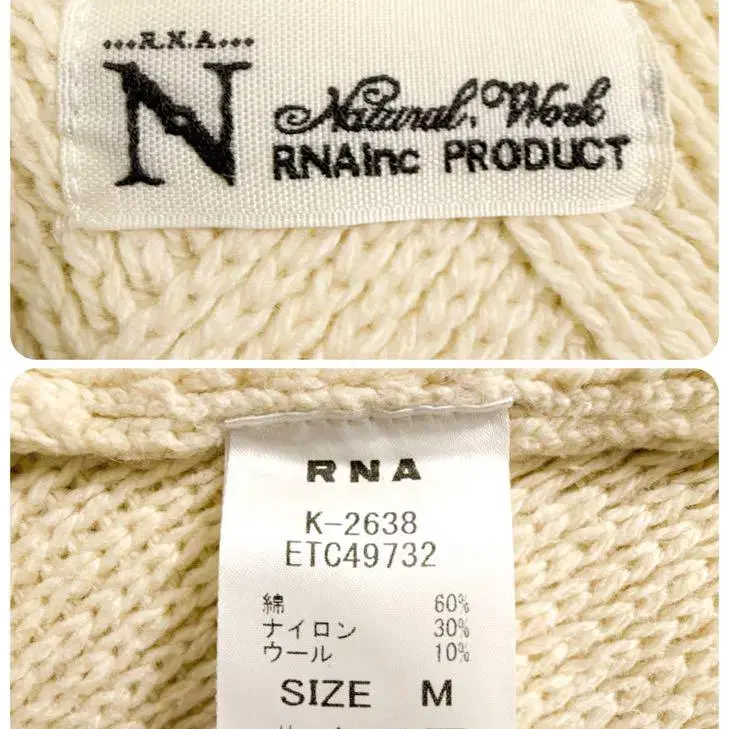 ...R.N.A...
N
Natural, Work
RNAinc PRODUCT
RNA
K-2638
ETC49732
綿 60%
ナイロン 30%
ウール 10%
SIZE M